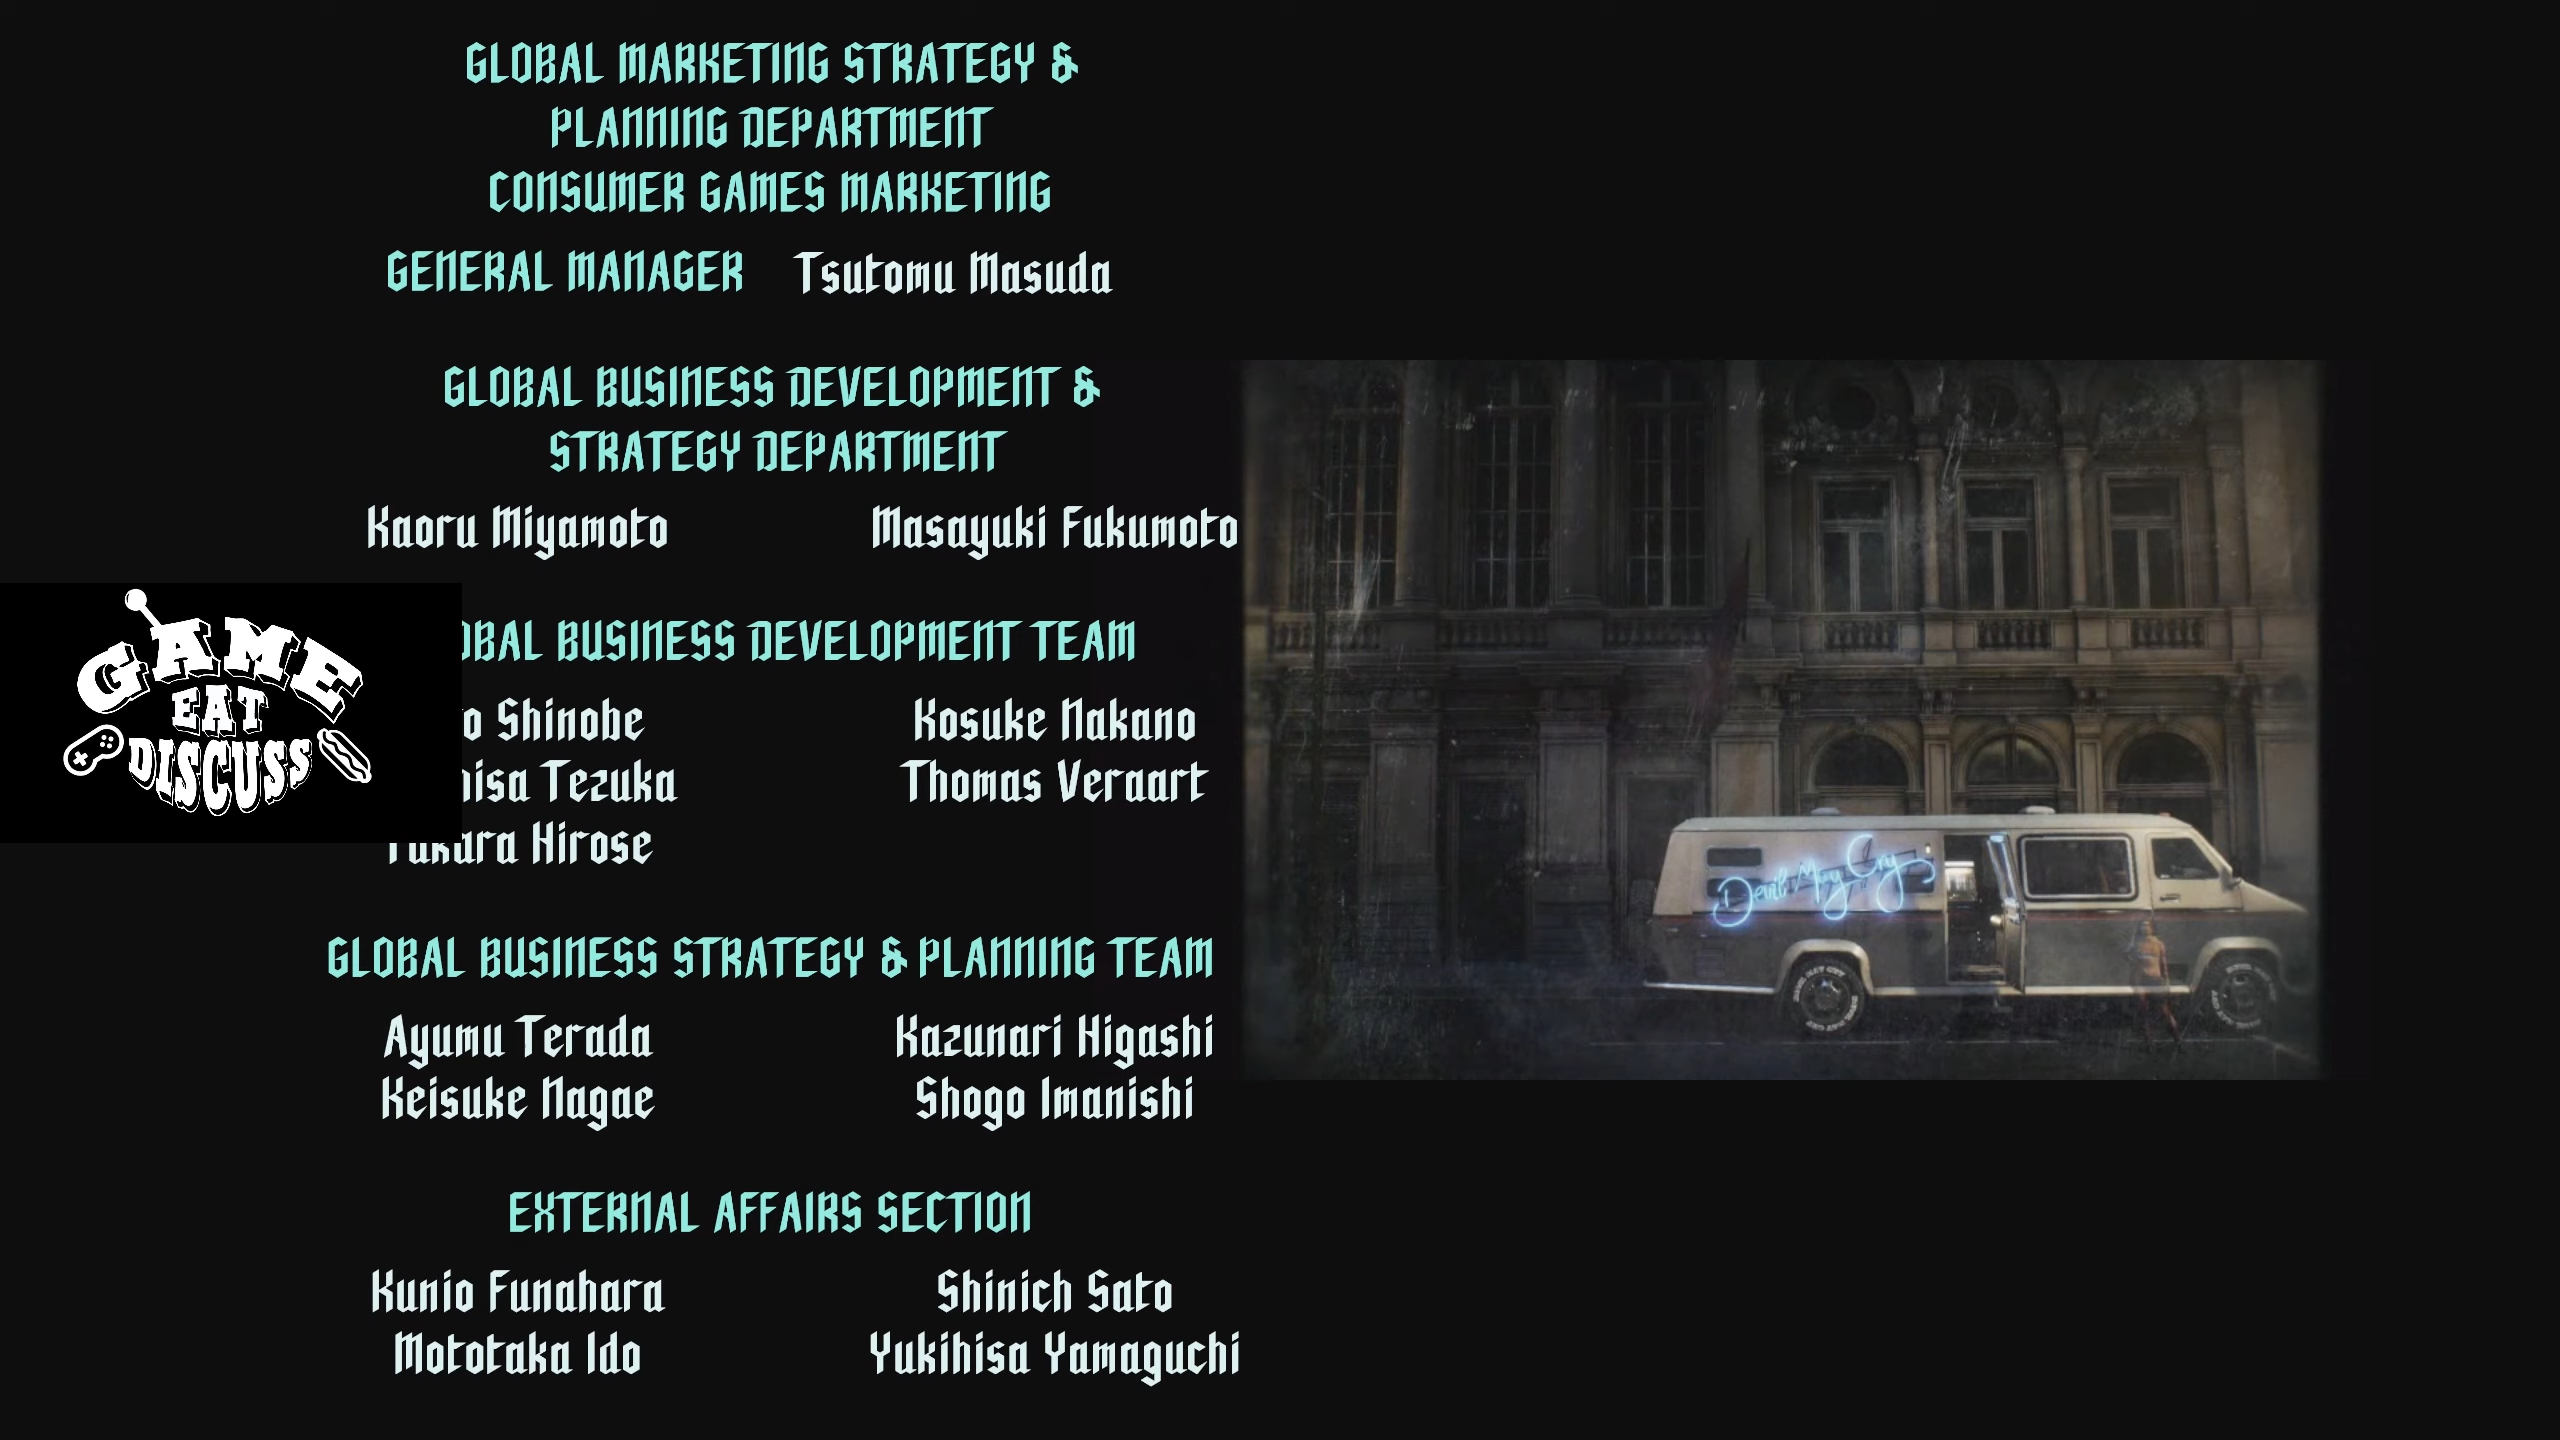 GLOBAL MARKETING STRATEGY &
PLANNING DEPARTMENT
CONSUMER GAMES MARKETING
GENERAL MANAGER Tsutomu Masuda
GLOBAL BUSINESS DEVELOPMENT &
STRATEGY DEPARTMENT
Kaoru Miyamoto Masayuki Fukumoto
BUSINESS DEVELOPMENT TEAM
Shinobe Kosuke Nakano
Tezuka Thomas Veraart
Hirose
GLOBAL BUSINESS STRATEGY & PLANNING TEAM
Ayumu Terada Kazunari Higashi
Keisuke Nagae Shogo Imanishi
EXTERNAL AFFAIRS SECTION
Kunio Funahara Shinich Sato
Mototaka Ido Yukihisa Yamaguchi
GAME
EAT
DISCUSS
Devil May Cry